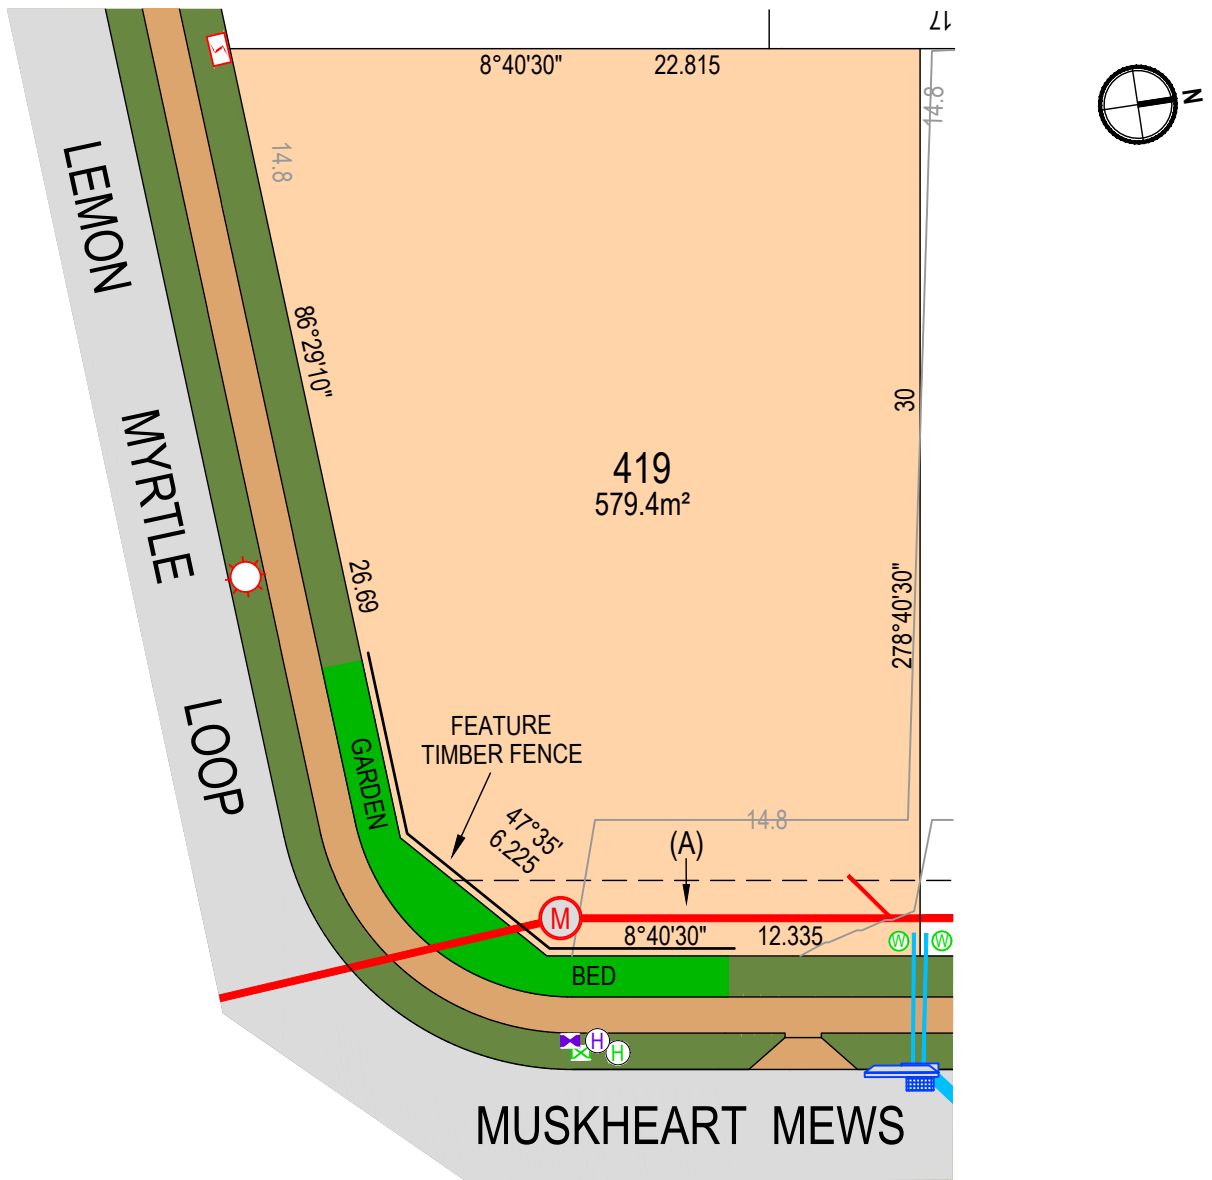 17
8°40'30"
22.815
14.8
N
14.8
LEMON
MYRTLE
LOOP
86°29'10"
26.69
30
278°40'30"
419
579.4m²
FEATURE
TIMBER FENCE
GARDEN
47°35'
6.225
14.8
(A)
M
8°40'30"
12.335
W
W
BED
H
H
MUSKHEART MEWS